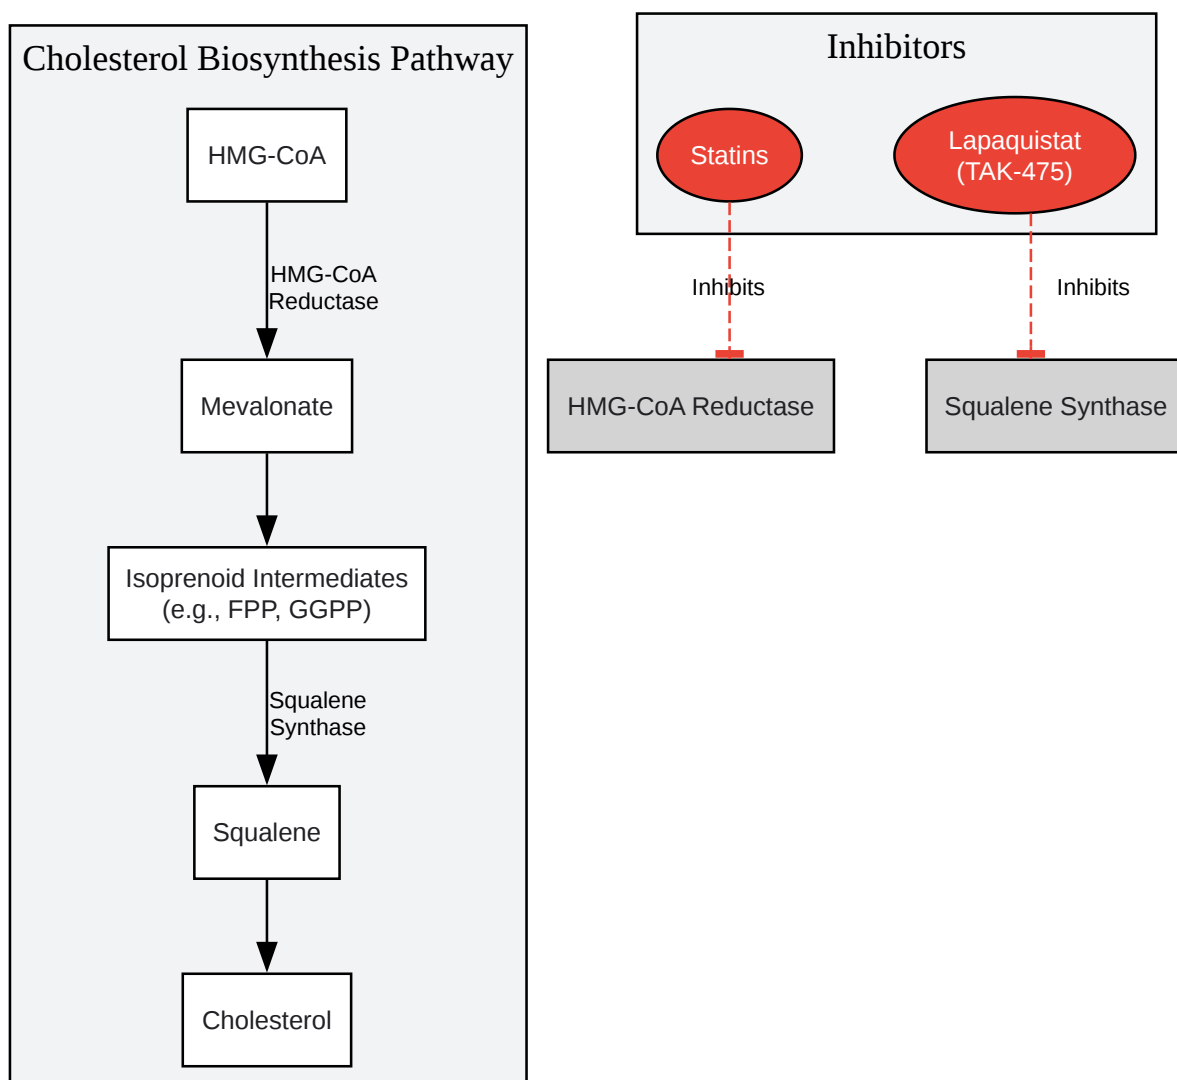 Cholesterol Biosynthesis Pathway
HMG-CoA
HMG-CoA
Reductase
Mevalonate
Isoprenoid Intermediates
(e.g., FPP, GGPP)
Squalene
Synthase
Squalene
Cholesterol
Inhibitors
Statins
Lapaquistat
(TAK-475)
Inhibits
Inhibits
HMG-CoA Reductase
Squalene Synthase